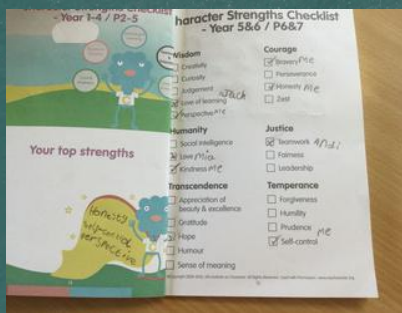 - Year 1-4 / P2-5
Your top strengths
Honesty
self-control
perspective
Character Strengths Checklist
- Year 5&6 / P6&7
Wisdom
Creativity
Curiosity
Judgement
Love of learning Jack
Perspective me
Humanity
Social intelligence
Love mia
Kindness me
Transcendence
Appreciation of
beauty & excellence
Gratitude
Hope
Humour
Sense of meaning
Courage
Bravery me
Perseverance
Honesty me
Zest
Justice
Teamwork Andi
Fairness
Leadership
Temperance
Forgiveness
Humility
Prudence
Self-control me